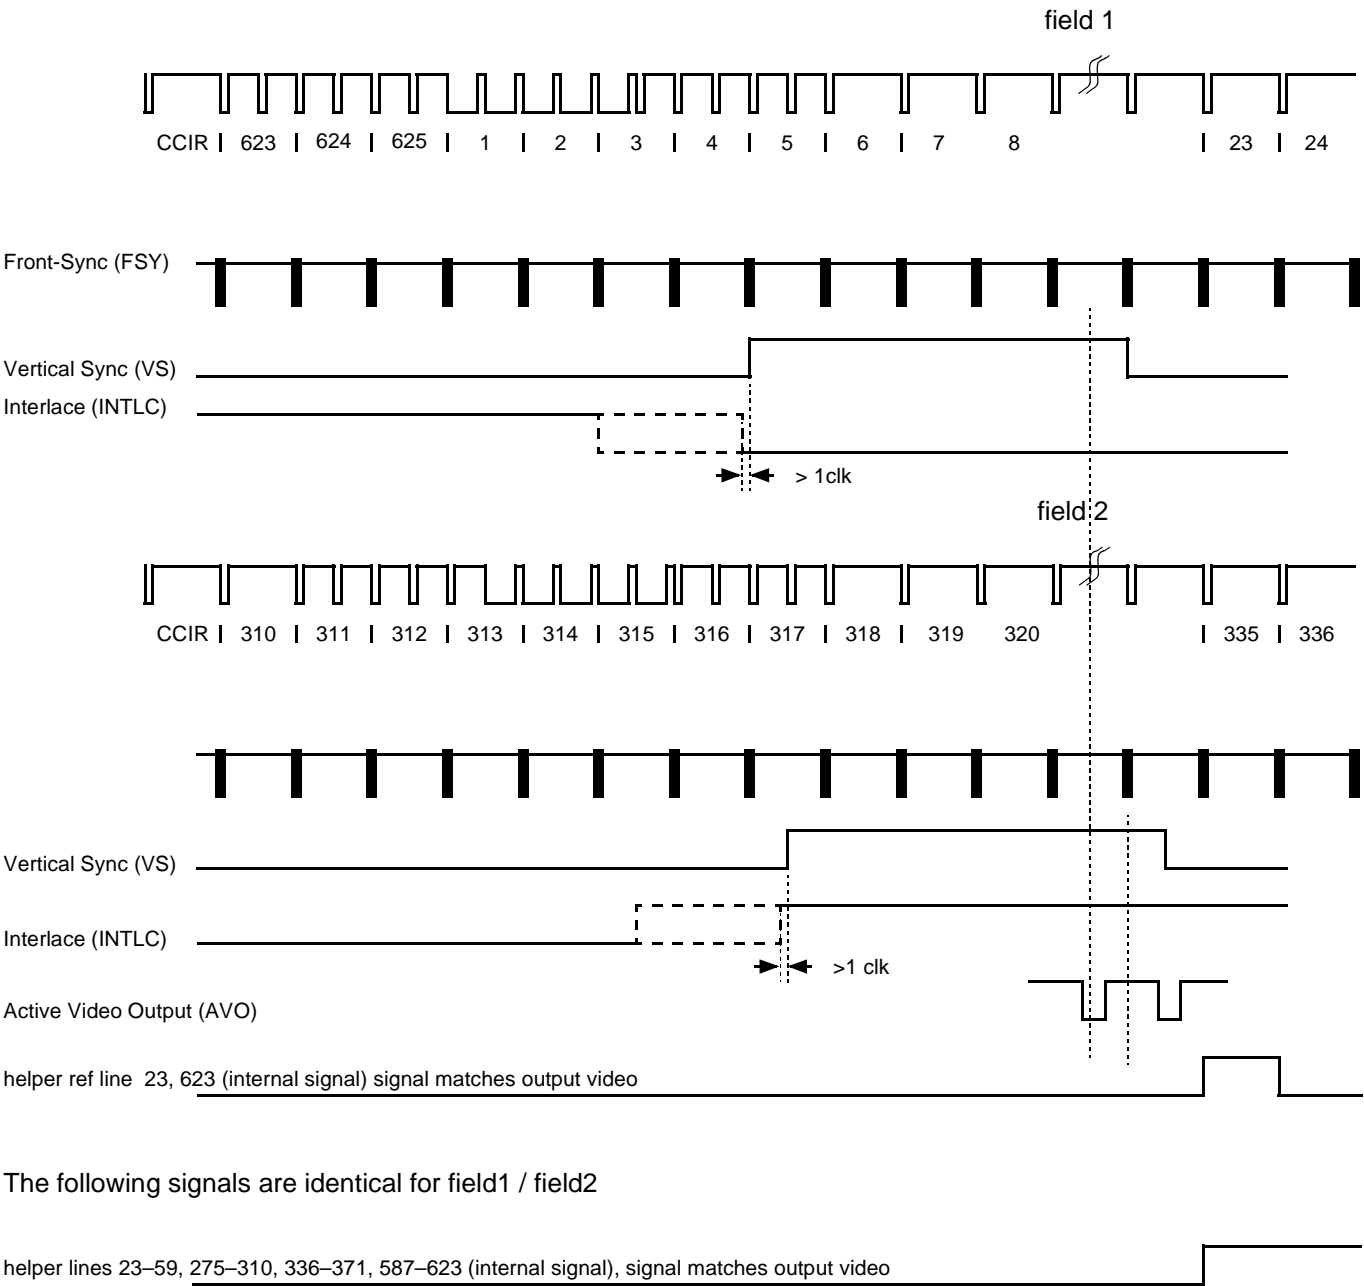 field 1
CCIR 623 624 625 1 2 3 4 5 6 7 8 23 24
Front-Sync (FSY)
Vertical Sync (VS)
Interlace (INTLC)
> 1clk
field 2
CCIR 310 311 312 313 314 315 316 317 318 319 320 335 336
Vertical Sync (VS)
Interlace (INTLC)
>1 clk
Active Video Output (AVO)
helper ref line 23, 623 (internal signal) signal matches output video
The following signals are identical for field1 / field2
helper lines 23–59, 275–310, 336–371, 587–623 (internal signal), signal matches output video